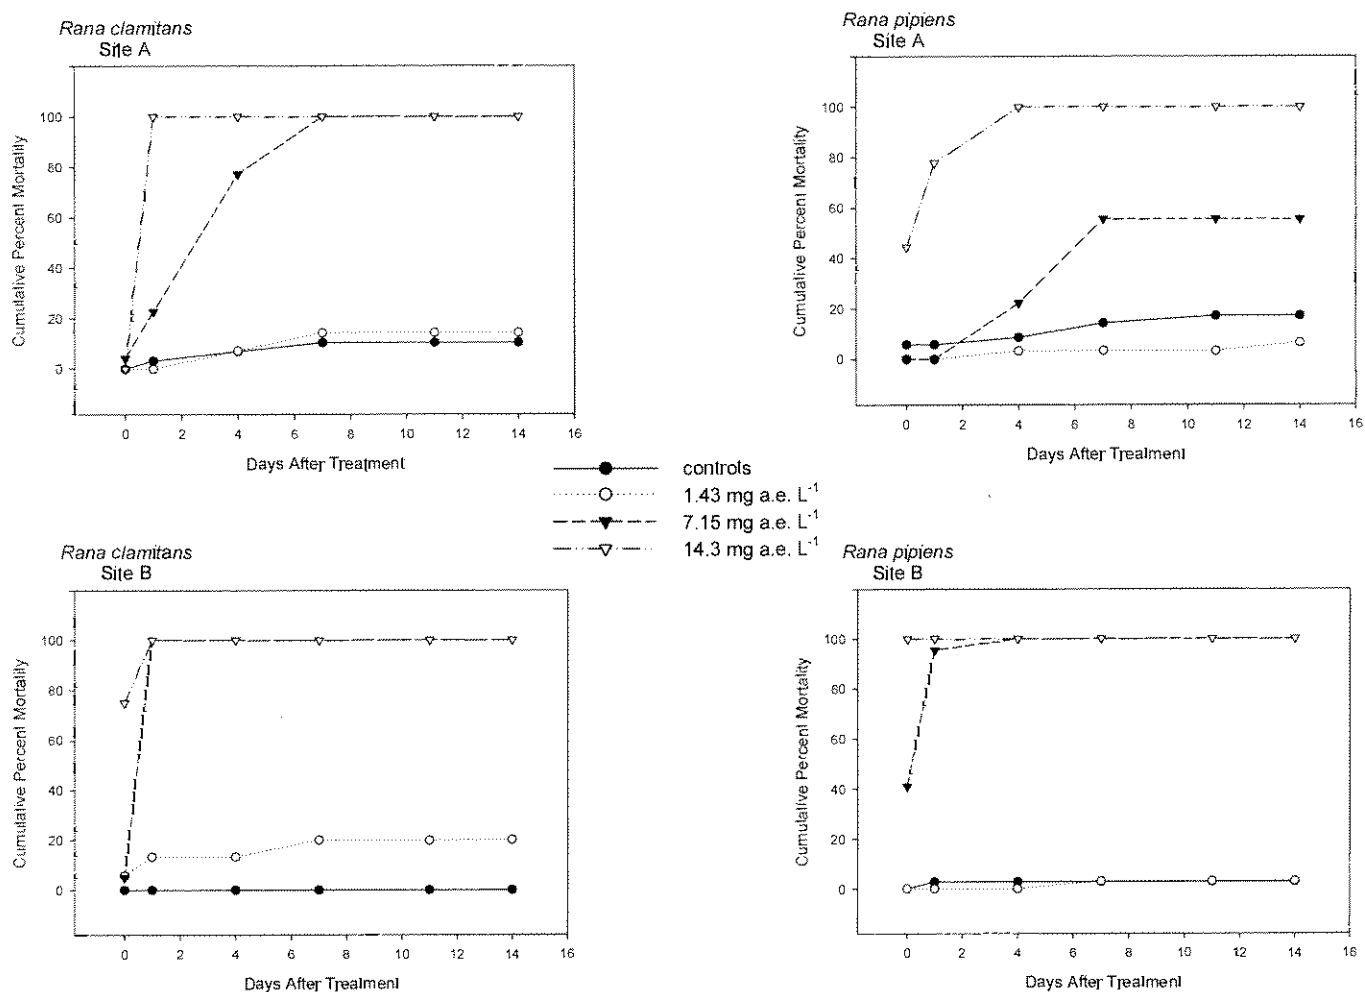 Rana clamitans
Site A
Cumulative Percent Mortality
100
80
60
40
20
0
0 2 4 6 8 10 12 14 16
Days After Treatment
Rana pipiens
Site A
Cumulative Percent Mortality
100
80
60
40
20
0
0 2 4 6 8 10 12 14 16
Days After Treatment
controls
1.43 mg a.e. L⁻¹
7.15 mg a.e. L⁻¹
14.3 mg a.e. L⁻¹
Rana clamitans
Site B
Cumulative Percent Mortality
100
80
60
40
20
0
0 2 4 6 8 10 12 14 16
Days After Treatment
Rana pipiens
Site B
Cumulative Percent Mortality
100
80
60
40
20
0
0 2 4 6 8 10 12 14 16
Days After Treatment